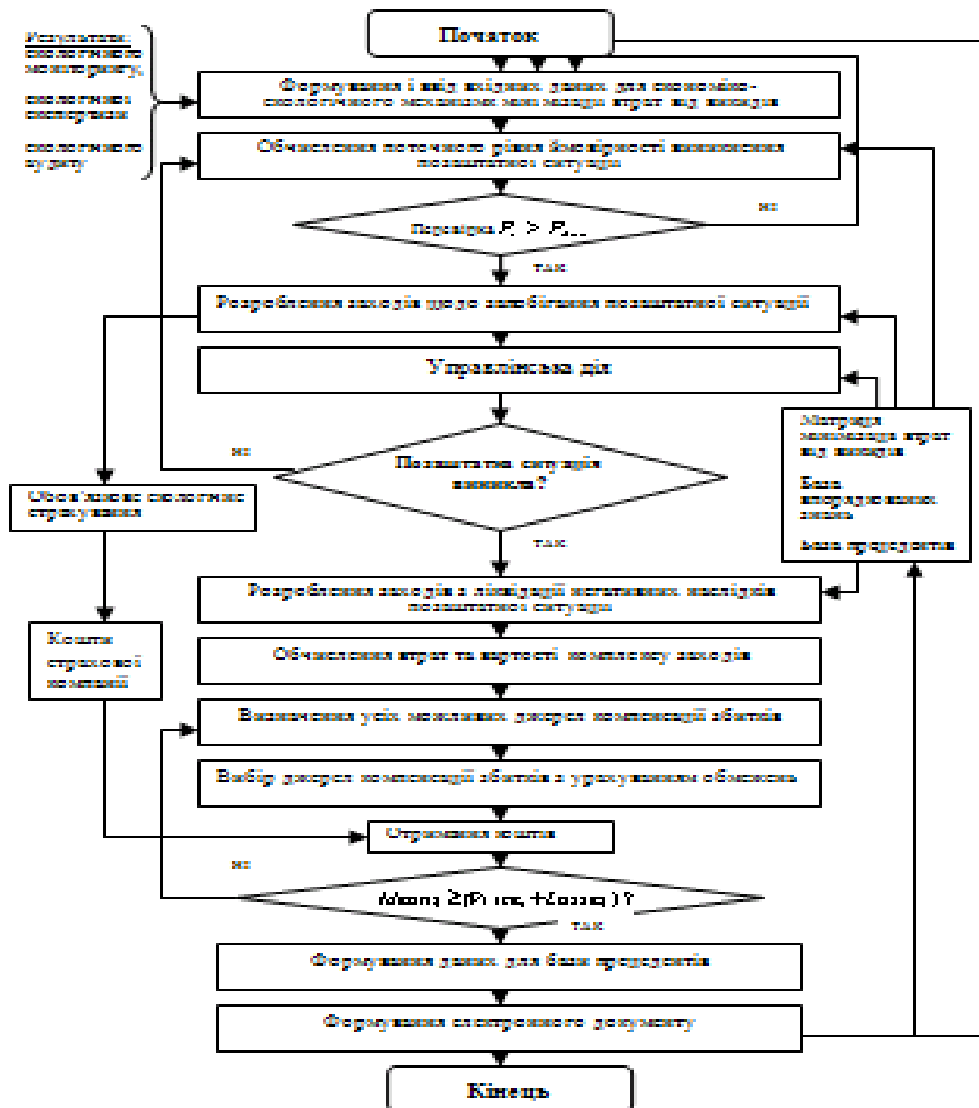 Початок
Результати:
екологічного
моніторингу,
екологічної
експертизи
екологічного
аудиту
Формування і ввід вхідних даних для економіко-
екологічного механізму мінімізації втрат від викидів
Обчислення поточного рівня ймовірності виникнення
позаштатної ситуації
ні
Перевірка P >
так
Розроблення заходів щодо запобігання позаштатної ситуації
Управлінська дія
Матриця
мінімізації втрат
від викидів
База
впорядкованих
знань
База прецедентів
ні
Позаштатна ситуація
виникла?
Обов'язкове екологічне
страхування
так
Розроблення заходів з ліквідації негативних наслідків
позаштатної ситуації
Кошти
страхової
компанії
Обчислення втрат та вартості комплексу заходів
Визначення усіх можливих джерел компенсації збитків
Вибір джерел компенсації збитків з урахуванням обмежень
Отримання коштів
ні
так
Формування даних для бази прецедентів
Формування електронного документу
Кінець